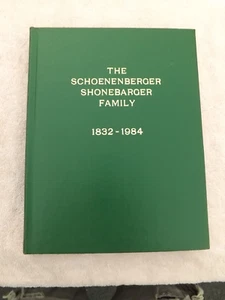 THE
SCHOENENBERGER
SHONEBARGER
FAMILY
1832-1984